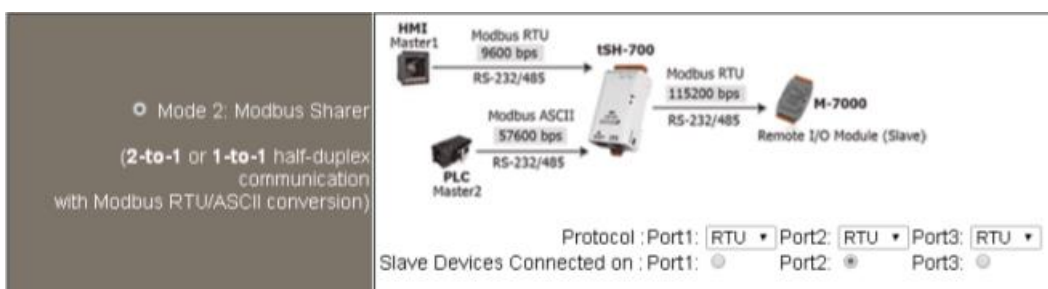 Mode 2: Modbus Sharer
(2-to-1 or 1-to-1 half-duplex
communication
with Modbus RTU/ASCII conversion)
HMI
Master1
Modbus RTU
9600 bps
RS-232/485
tSH-700
Modbus ASCII
57600 bps
RS-232/485
PLC
Master2
Modbus RTU
115200 bps
RS-232/485
M-7000
Remote I/O Module (Slave)
Protocol :Port1: RTU Port2: RTU Port3: RTU
Slave Devices Connected on : Port1: Port2: Port3: